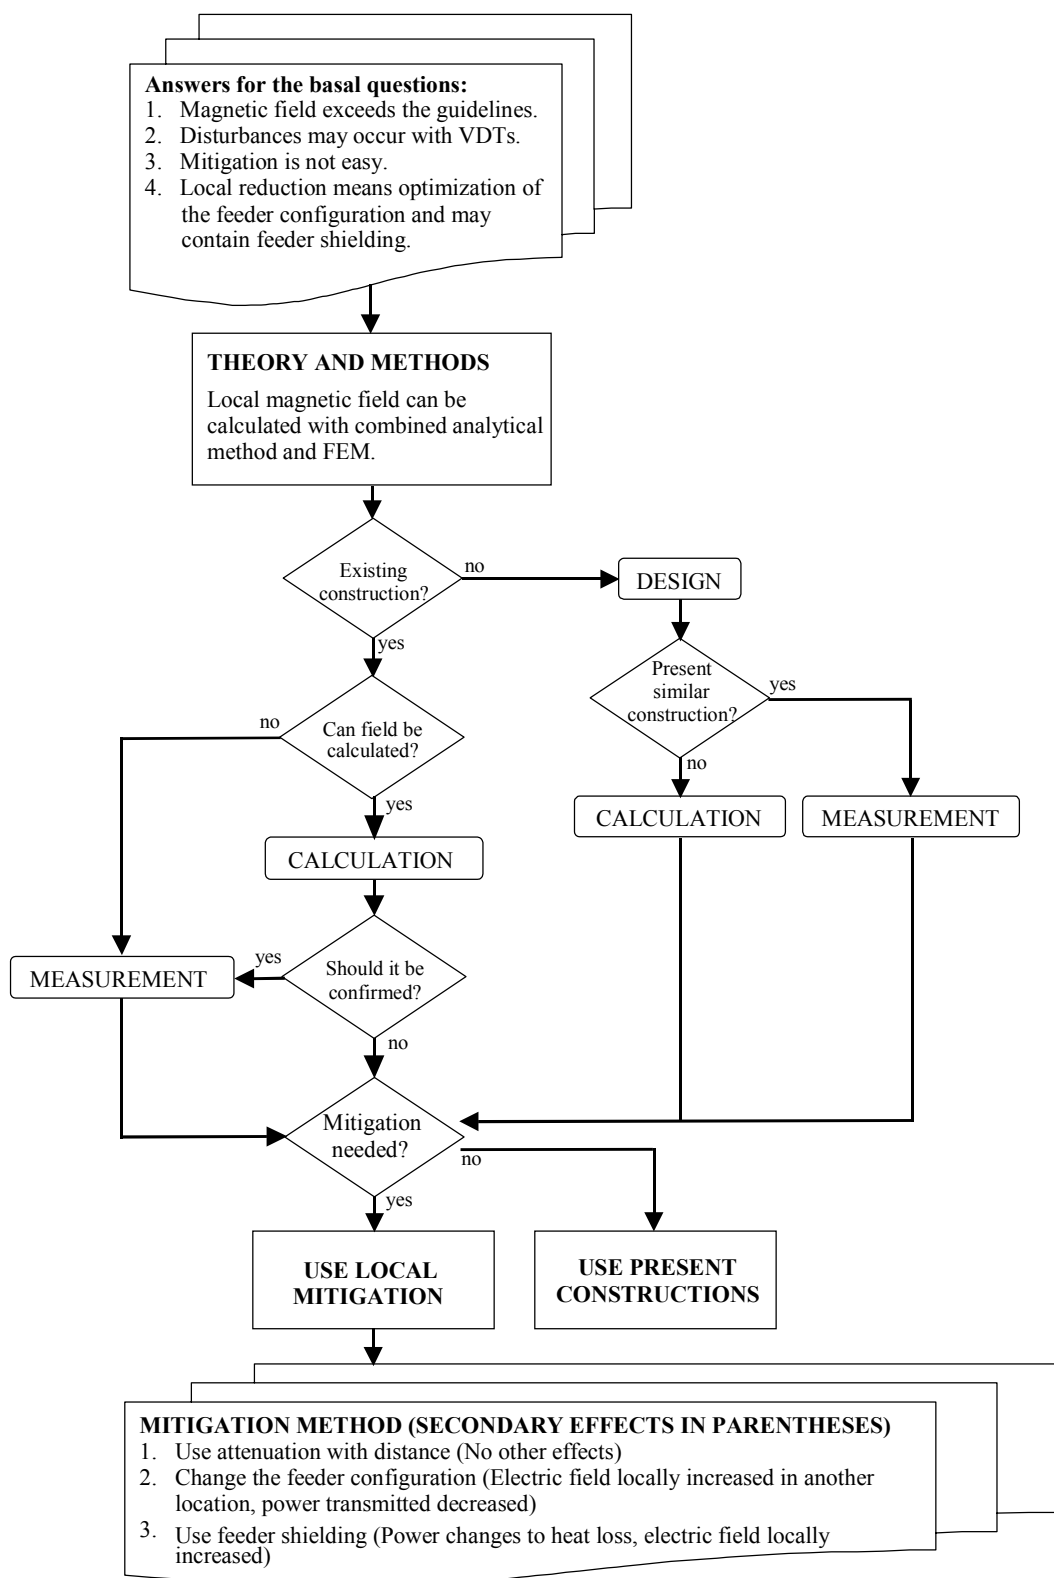 Answers for the basal questions:
1. Magnetic field exceeds the guidelines.
2. Disturbances may occur with VDTs.
3. Mitigation is not easy.
4. Local reduction means optimization of
the feeder configuration and may
contain feeder shielding.
THEORY AND METHODS
Local magnetic field can be
calculated with combined analytical
method and FEM.
Existing
construction?
no
DESIGN
yes
Present
similar
construction?
yes
no
Can field be
calculated?
no
yes
CALCULATION
MEASUREMENT
CALCULATION
MEASUREMENT
yes
Should it be
confirmed?
no
Mitigation
needed?
no
yes
USE LOCAL
MITIGATION
USE PRESENT
CONSTRUCTIONS
MITIGATION METHOD (SECONDARY EFFECTS IN PARENTHESES)
1. Use attenuation with distance (No other effects)
2. Change the feeder configuration (Electric field locally increased in another
location, power transmitted decreased)
3. Use feeder shielding (Power changes to heat loss, electric field locally
increased)